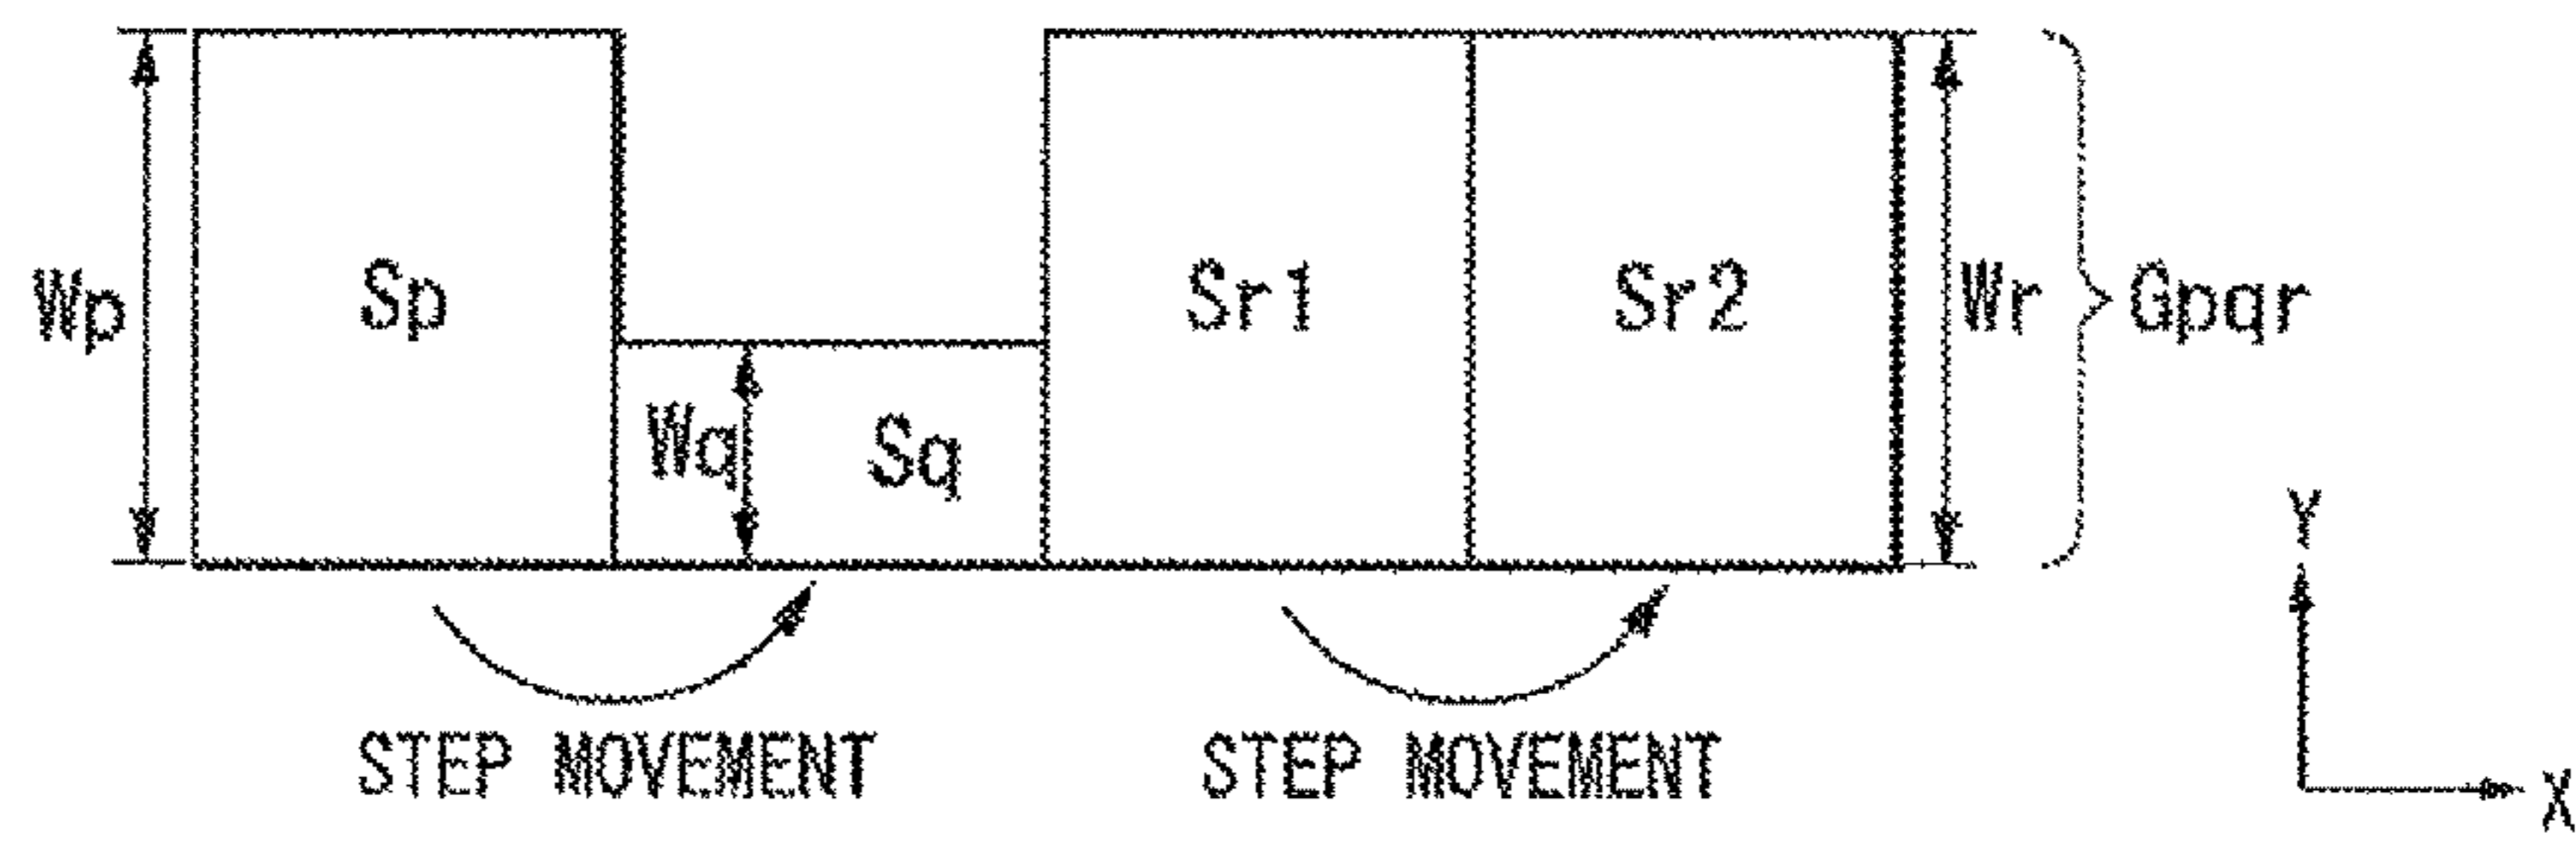 Wp Sp Sr1 Sr2 Wr Gpqr
Wq Sq
Y
STEP MOVEMENT STEP MOVEMENT
X